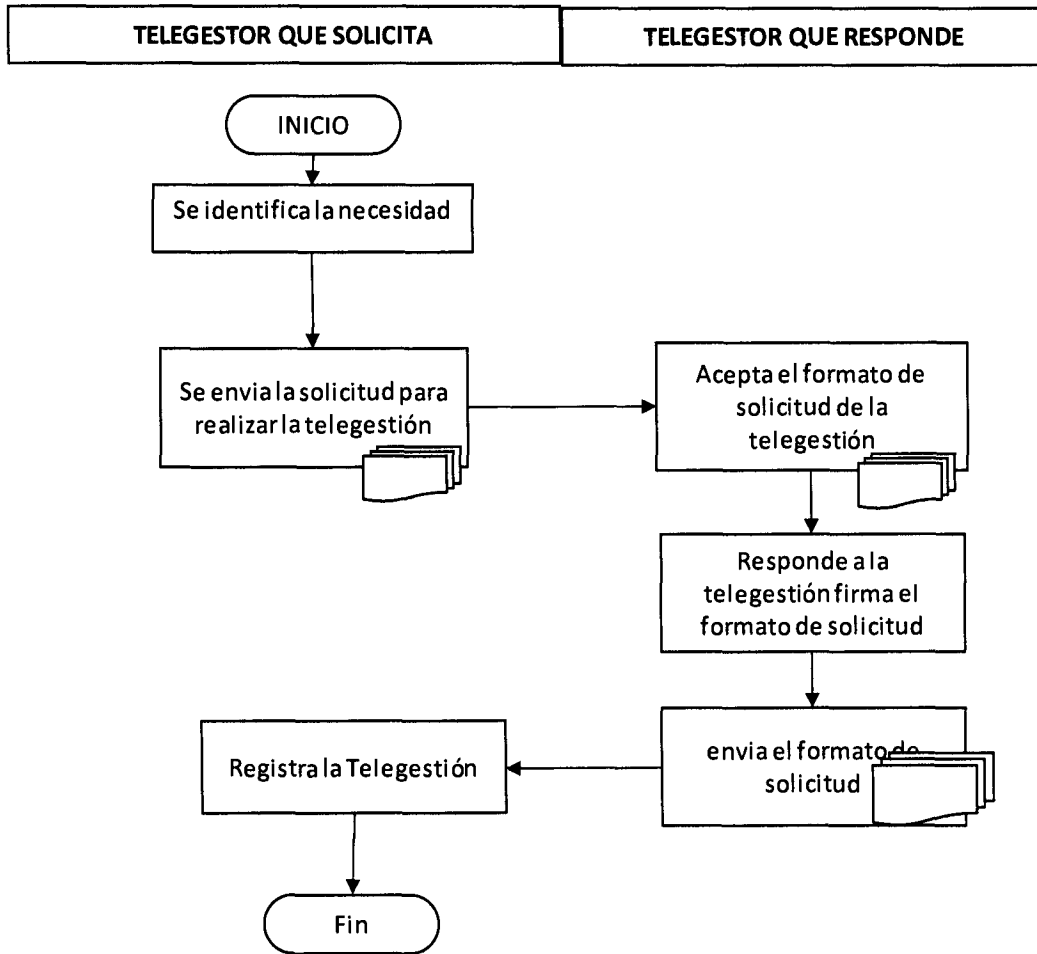 TELEGESTOR QUE SOLICITA
TELEGESTOR QUE RESPONDE
INICIO
Se identifica la necesidad
Se envia la solicitud para
realizar la telegestión
Acepta el formato de
solicitud de la
telegestión
Responde a la
telegestión firma el
formato de solicitud
envia el formato de
solicitud
Registra la Telegestión
Fin